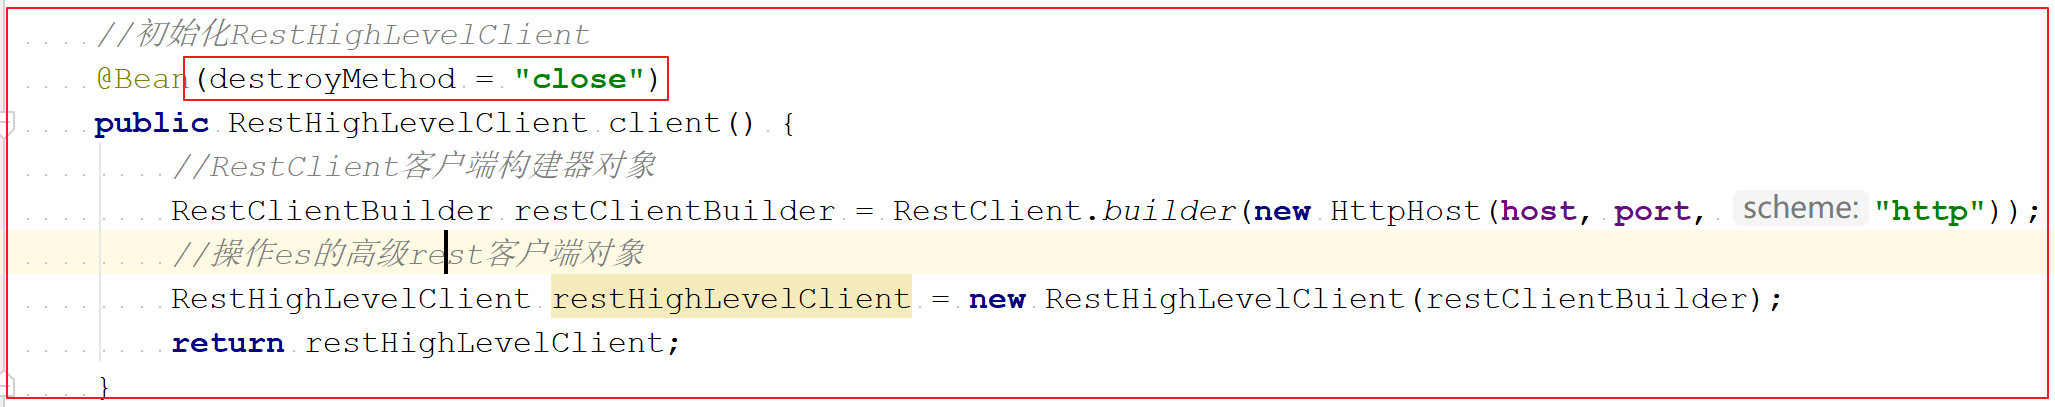 //初始化RestHighLevelClient
@Bean(destroyMethod = "close")
public RestHighLevelClient client() {
//RestClient客户端构建器对象
RestClientBuilder restClientBuilder = RestClient.builder(new HttpHost(host, port, scheme: "http"));
//操作es的高级rest客户端对象
RestHighLevelClient restHighLevelClient = new RestHighLevelClient(restClientBuilder);
return restHighLevelClient;
}